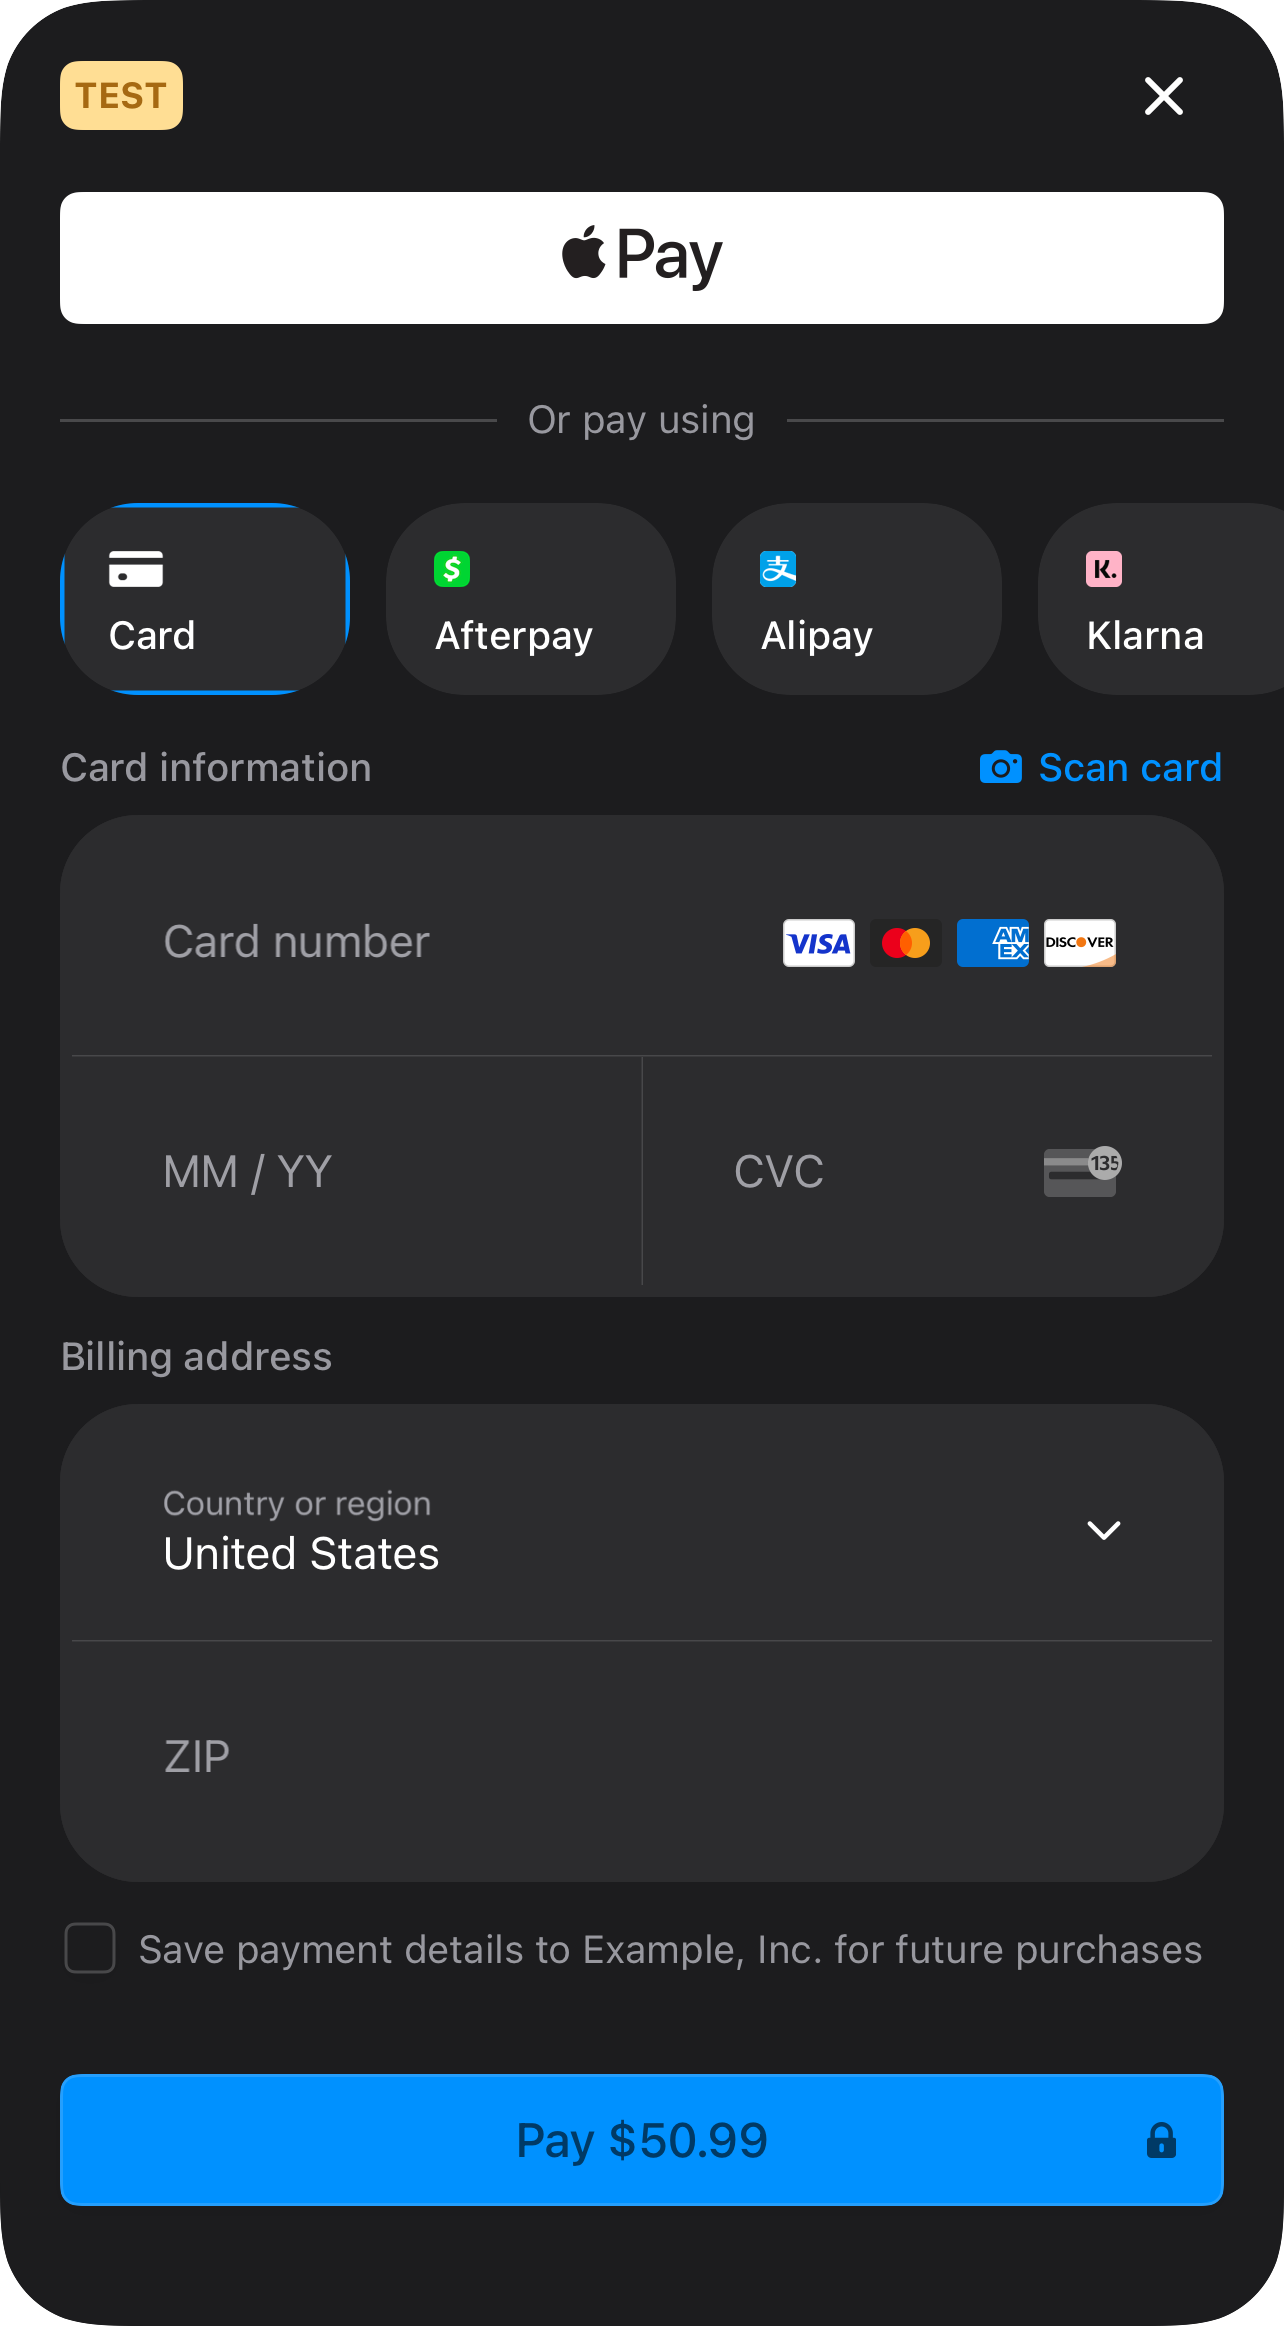 TEST
Pay
Or pay using
Card
Afterpay
Alipay
Klarna
Card information
Scan card
Card number
VISA
AM
EX
DISCOVER
MM / YY
CVC
135
Billing address
Country or region
United States
ZIP
Save payment details to Example, Inc. for future purchases
Pay $50.99